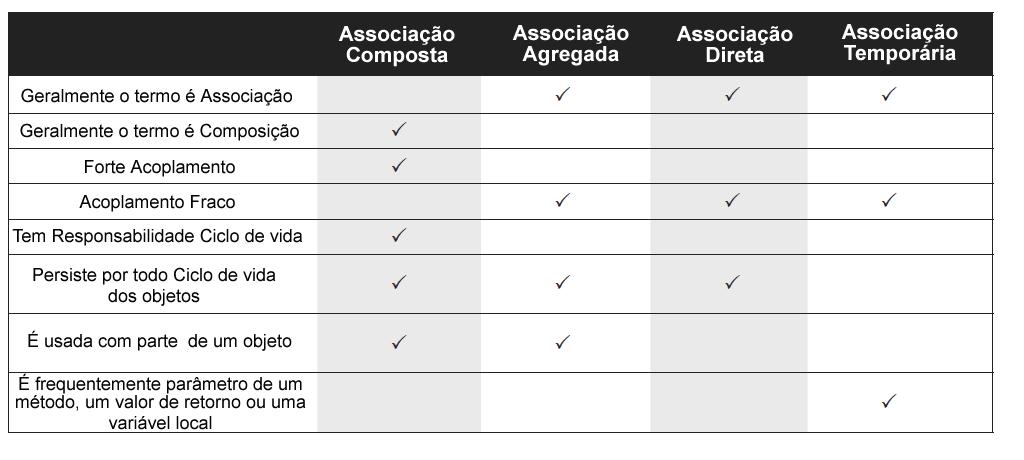 Associação Composta
Associação Agregada
Associação Direta
Associação Temporária
Geralmente o termo é Associação ✓ ✓ ✓
Geralmente o termo é Composição ✓
Forte Acoplamento ✓
Acoplamento Fraco ✓ ✓ ✓
Tem Responsabilidade Ciclo de vida ✓
Persiste por todo Ciclo de vida
dos objetos ✓ ✓ ✓
É usada com parte de um objeto ✓ ✓
É frequentemente parâmetro de um
método, um valor de retorno ou uma
variável local ✓